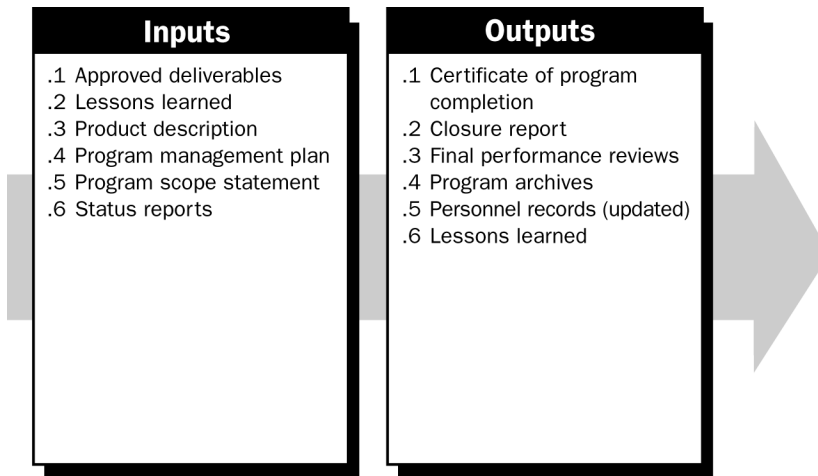 Inputs
.1 Approved deliverables
.2 Lessons learned
.3 Product description
.4 Program management plan
.5 Program scope statement
.6 Status reports
Outputs
.1 Certificate of program
completion
.2 Closure report
.3 Final performance reviews
.4 Program archives
.5 Personnel records (updated)
.6 Lessons learned